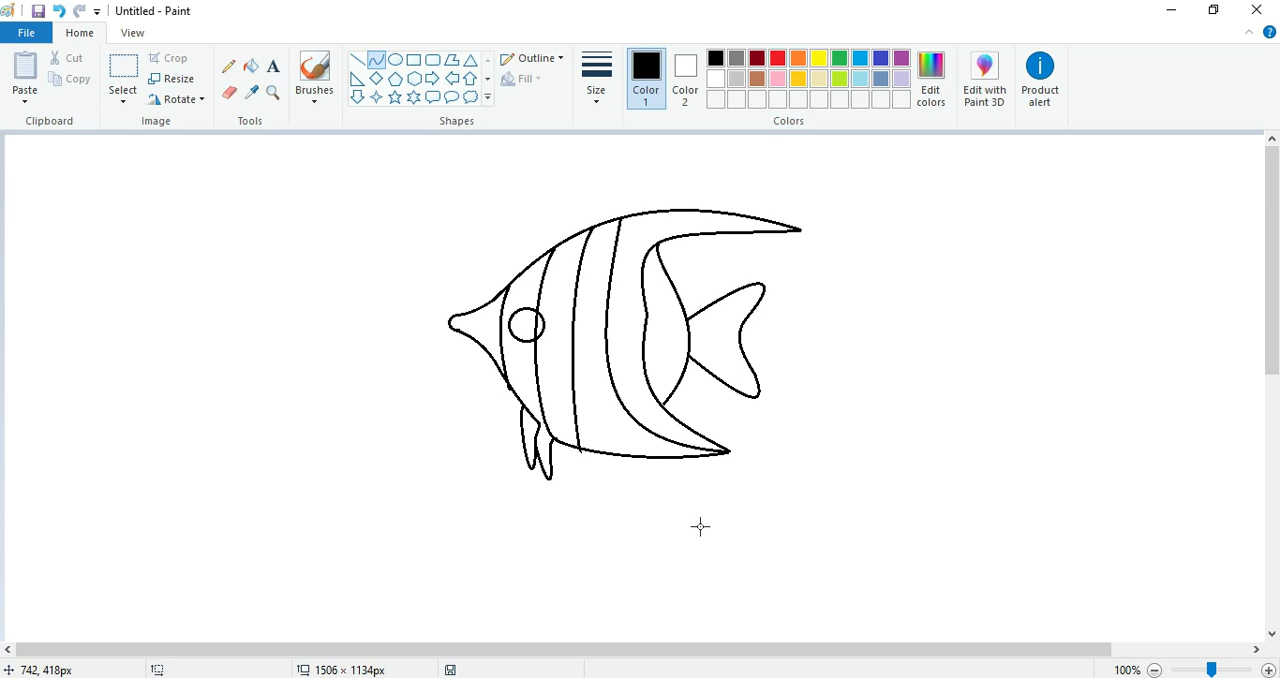 Untitled - Paint
File Home View
Paste
Cut
Copy
Clipboard
Select
Crop
Resize
Rotate
Image
A
Tools
Brushes
Outline
Fill
Shapes
Size
Color 1
Color 2
Edit colors
Colors
Edit with Paint 3D
Product alert
742, 418px
1506 × 1134px
100%